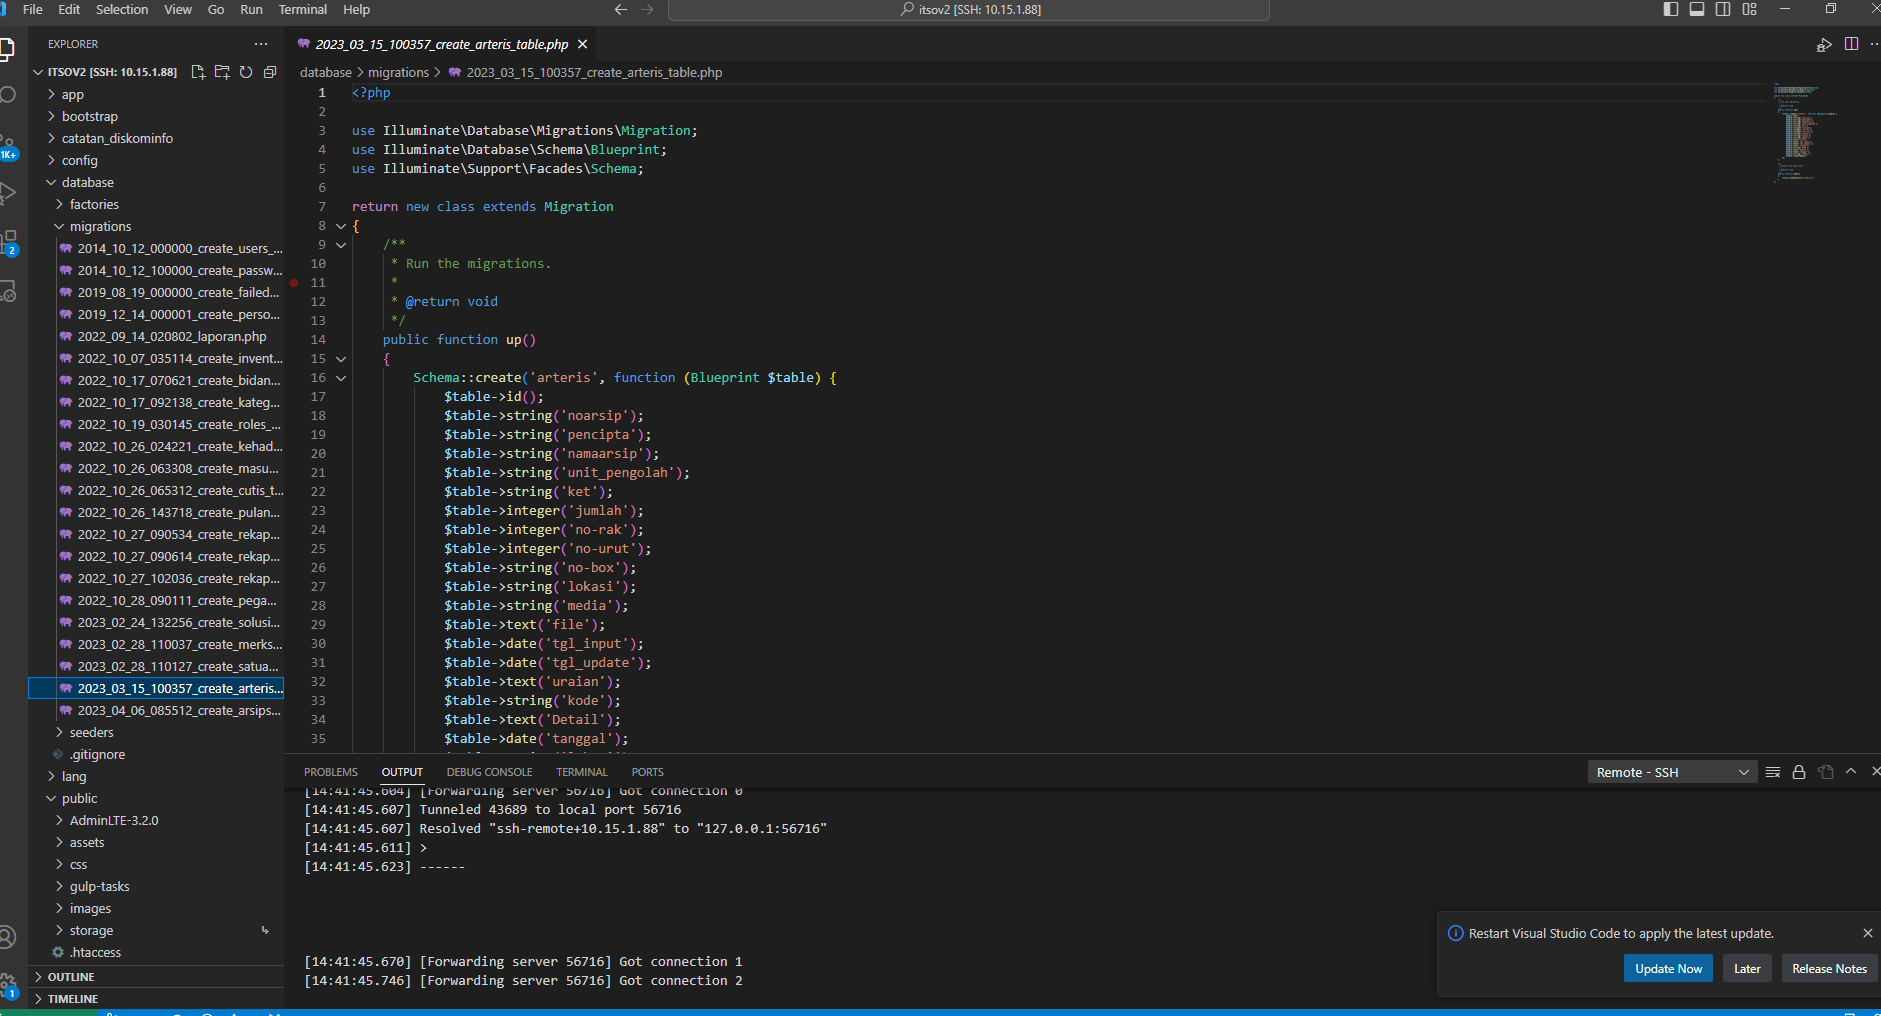 File Edit Selection View Go Run Terminal Help
itsov2 [SSH: 10.15.1.88]
EXPLORER
ITSOV2 [SSH: 10.15.1.88]
app
bootstrap
catatan_diskominfo
config
database
factories
migrations
2014_10_12_000000_create_users_...
2014_10_12_100000_create_passw...
2019_08_19_000000_create_failed...
2019_12_14_000001_create_perso...
2022_09_14_020802_laporan.php
2022_10_07_035114_create_invent...
2022_10_17_070621_create_bidan...
2022_10_17_092138_create_kateg...
2022_10_19_030145_create_roles_...
2022_10_26_024221_create_kehad...
2022_10_26_063308_create_masu...
2022_10_26_065312_create_cutis_t...
2022_10_26_143718_create_pulan...
2022_10_27_090534_create_rekap...
2022_10_27_090614_create_rekap...
2022_10_27_102036_create_rekap...
2022_10_28_090111_create_pega...
2023_02_24_132256_create_solusi...
2023_02_28_110037_create_merks...
2023_02_28_110127_create_satua...
2023_03_15_100357_create_arteris...
2023_04_06_085512_create_arsips...
seeders
.gitignore
lang
public
AdminLTE-3.2.0
assets
css
gulp-tasks
images
storage
.htaccess
OUTLINE
TIMELINE
1K+
2
1
2023_03_15_100357_create_arteris_table.php
database > migrations > 2023_03_15_100357_create_arteris_table.php
1 <?php
2
3 use Illuminate\Database\Migrations\Migration;
4 use Illuminate\Database\Schema\Blueprint;
5 use Illuminate\Support\Facades\Schema;
6
7 return new class extends Migration
8 {
9 /**
10 * Run the migrations.
11 *
12 * @return void
13 */
14 public function up()
15 {
16 Schema::create('arteris', function (Blueprint $table) {
17 $table->id();
18 $table->string('noarsip');
19 $table->string('pencipta');
20 $table->string('namaarsip');
21 $table->string('unit_pengolah');
22 $table->string('ket');
23 $table->integer('jumlah');
24 $table->integer('no-rak');
25 $table->integer('no-urut');
26 $table->string('no-box');
27 $table->string('lokasi');
28 $table->string('media');
29 $table->text('file');
30 $table->date('tgl_input');
31 $table->date('tgl_update');
32 $table->text('uraian');
33 $table->string('kode');
34 $table->text('Detail');
35 $table->date('tanggal');
PROBLEMS OUTPUT DEBUG CONSOLE TERMINAL PORTS
Remote - SSH
[14:41:45.604] [Forwarding server 56716] Got connection 0
[14:41:45.607] Tunneled 43689 to local port 56716
[14:41:45.607] Resolved "ssh-remote+10.15.1.88" to "127.0.0.1:56716"
[14:41:45.611] >
[14:41:45.623] ------
[14:41:45.670] [Forwarding server 56716] Got connection 1
[14:41:45.746] [Forwarding server 56716] Got connection 2
Restart Visual Studio Code to apply the latest update.
Update Now Later Release Notes